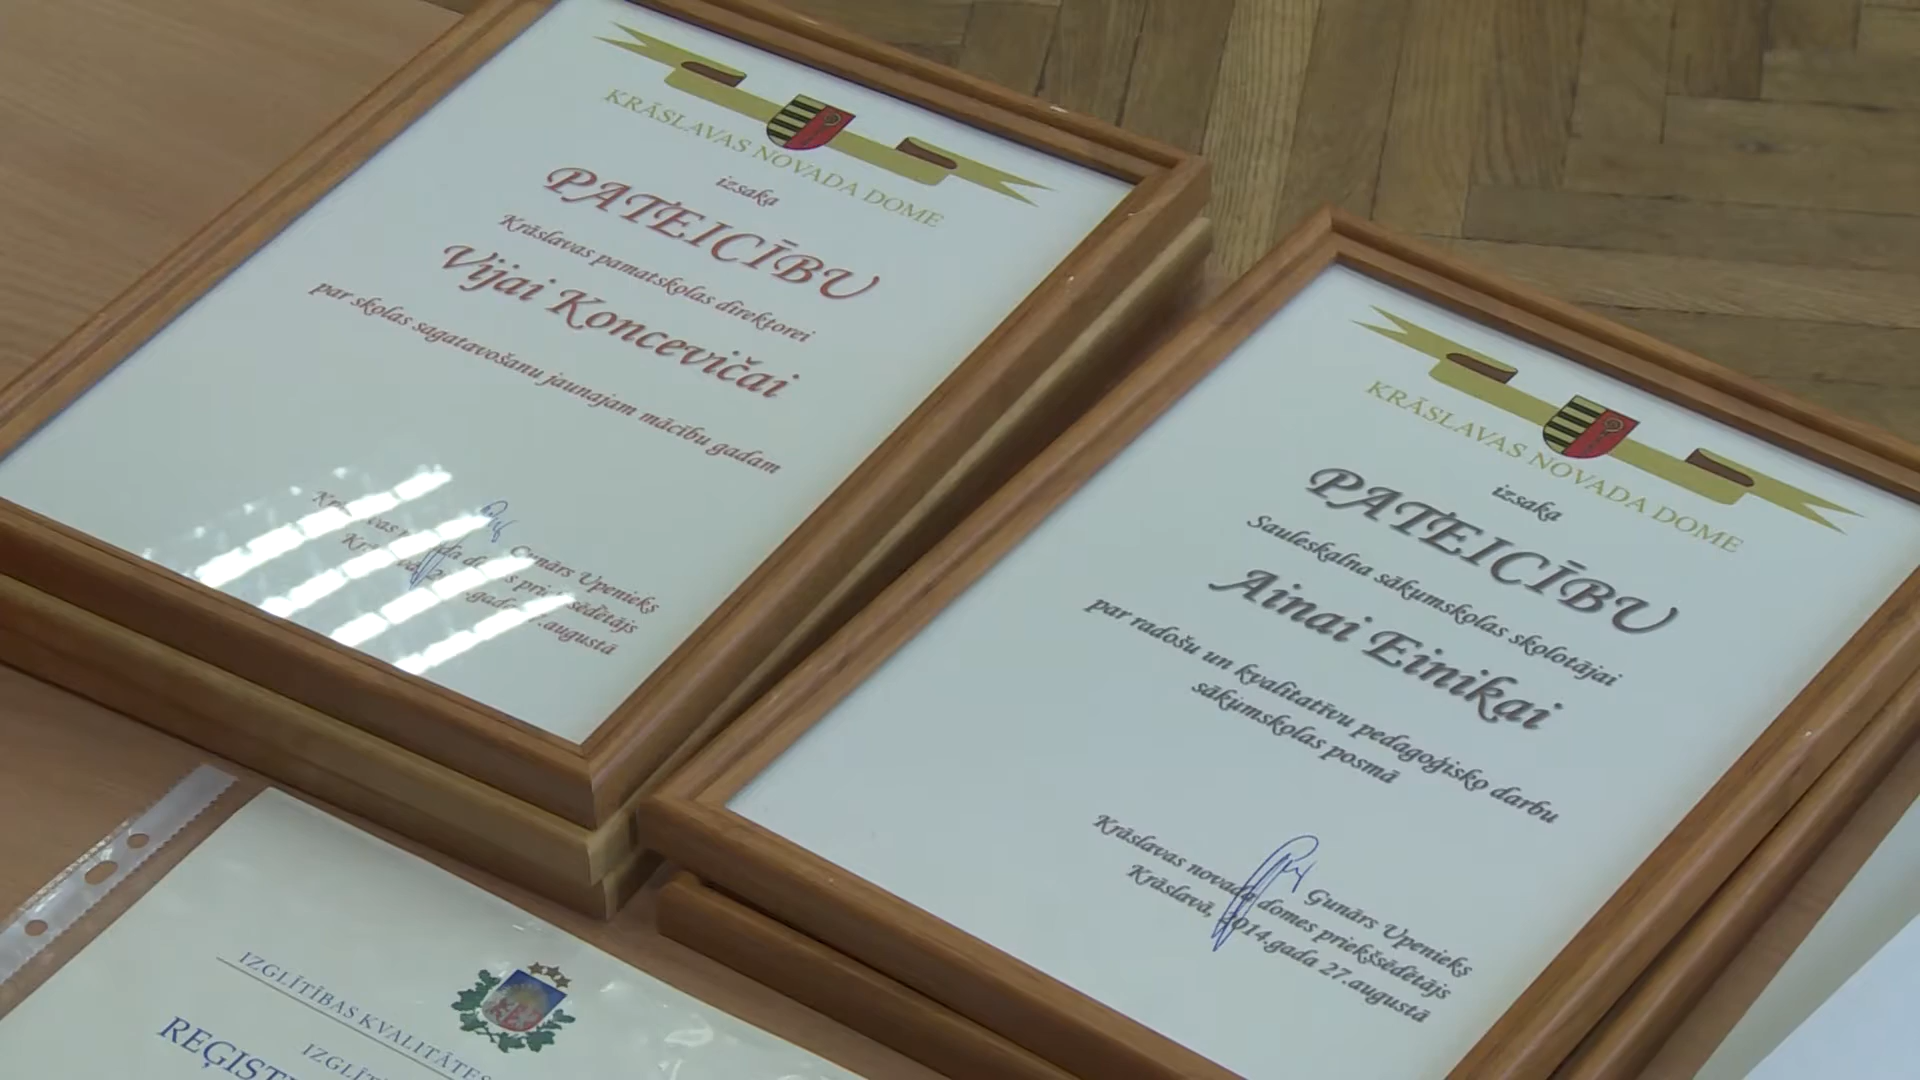 KRĀSLAVAS NOVADA DOME
izsaka
PATEICĪBU
Krāslavas pamatskolas direktorei
Vijai Koncevičai
par skolas sagatavošanu jaunajam mācību gadam
Gunārs Upenieks
augustā
KRĀSLAVAS NOVADA DOME
izsaka
PATEICĪBU
Sauleskalna sākumskolas skolotājai
Ainai Einikai
par radošu un kvalitatīvu pedagoģisko darbu
sākumskolas posmā
Gunārs Upenieks
Krāslavas novada domes priekšsēdētājs
Krāslavā, 2014.gada 27.augustā
IZGLĪTĪBAS KVALITĀTES